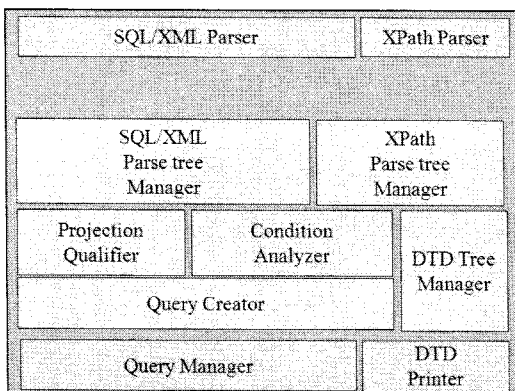 SQL/XML Parser
XPath Parser
SQL/XML
Parse tree
Manager
XPath
Parse tree
Manager
Projection
Qualifier
Condition
Analyzer
DTD Tree
Manager
Query Creator
Query Manager
DTD
Printer